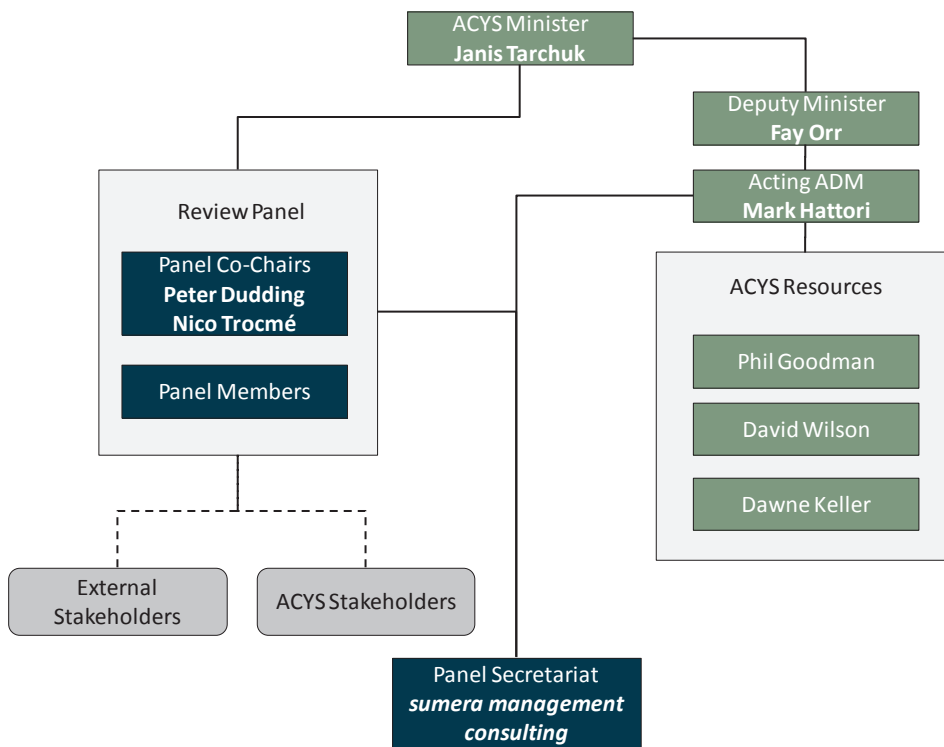 ACYS Minister
Janis Tarchuk
Deputy Minister
Fay Orr
Acting ADM
Mark Hattori
Review Panel
Panel Co-Chairs
Peter Dudding
Nico Trocmé
Panel Members
ACYS Resources
Phil Goodman
David Wilson
Dawne Keller
External
Stakeholders
ACYS Stakeholders
Panel Secretariat
sumera management
consulting